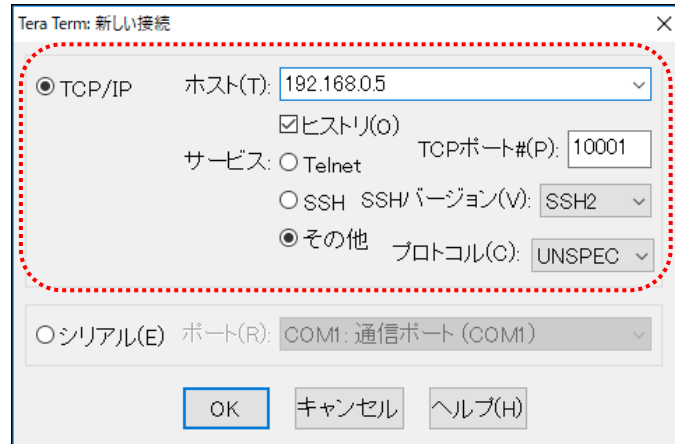 Tera Term: 新しい接続
TCP/IP ホスト(T): 192.168.0.5
ヒストリ(O)
サービス: Telnet TCPポート#(P): 10001
SSH SSHバージョン(V): SSH2
その他 プロトコル(C): UNSPEC
シリアル(E) ポート(R): COM1: 通信ポート (COM1)
OK キャンセル ヘルプ(H)